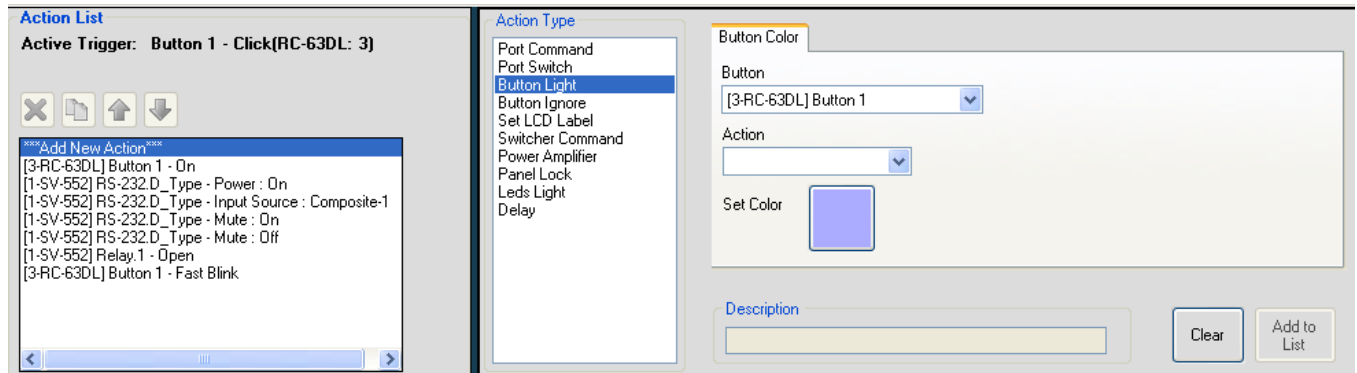 Action List
Active Trigger: Button 1 - Click(RC-63DL: 3)
***Add New Action***
[3-RC-63DL] Button 1 - On
[1-SV-552] RS-232.D_Type - Power : On
[1-SV-552] RS-232.D_Type - Input Source : Composite-1
[1-SV-552] RS-232.D_Type - Mute : On
[1-SV-552] RS-232.D_Type - Mute : Off
[1-SV-552] Relay.1 - Open
[3-RC-63DL] Button 1 - Fast Blink
Action Type
Port Command
Port Switch
Button Light
Button Ignore
Set LCD Label
Switcher Command
Power Amplifier
Panel Lock
Leds Light
Delay
Button Color
Button
[3-RC-63DL] Button 1
Action
Set Color
Description
Clear
Add to
List